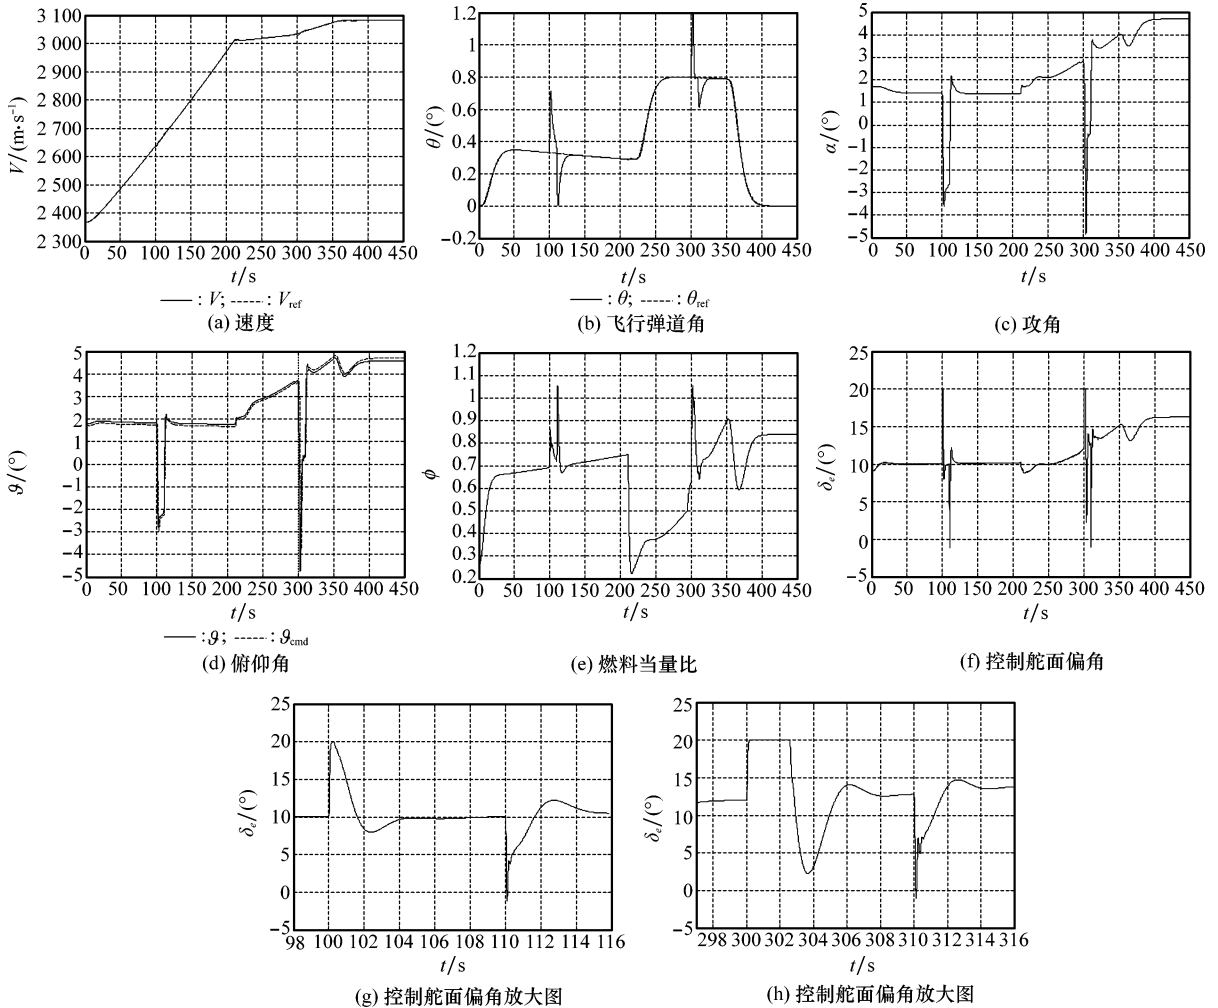 3 100
3 000
2 900
2 800
2 700
2 600
2 500
2 400
2 300
V/(m·s⁻¹)
0 50 100 150 200 250 300 350 400 450
t/s
——: V; -----: V_ref
(a) 速度
1.2
1.0
0.8
0.6
0.4
0.2
0
−0.2
θ/(°)
0 50 100 150 200 250 300 350 400 450
t/s
——: θ; -----: θ_ref
(b) 飞行弹道角
5
4
3
2
1
0
−1
−2
−3
−4
−5
α/(°)
0 50 100 150 200 250 300 350 400 450
t/s
(c) 攻角
5
4
3
2
1
0
−1
−2
−3
−4
−5
ϑ/(°)
0 50 100 150 200 250 300 350 400 450
t/s
——:ϑ; -----: ϑ_cmd
(d) 俯仰角
1.2
1.1
1
0.9
0.8
0.7
0.6
0.5
0.4
0.3
0.2
ϕ
0 50 100 150 200 250 300 350 400 450
t/s
(e) 燃料当量比
25
20
15
10
5
0
−5
δ_e/(°)
0 50 100 150 200 250 300 350 400 450
t/s
(f) 控制舵面偏角
25
20
15
10
5
0
−5
δ_e/(°)
98 100 102 104 106 108 110 112 114 116
t/s
(g) 控制舵面偏角放大图
25
20
15
10
5
0
−5
δ_e/(°)
298 300 302 304 306 308 310 312 314 316
t/s
(h) 控制舵面偏角放大图